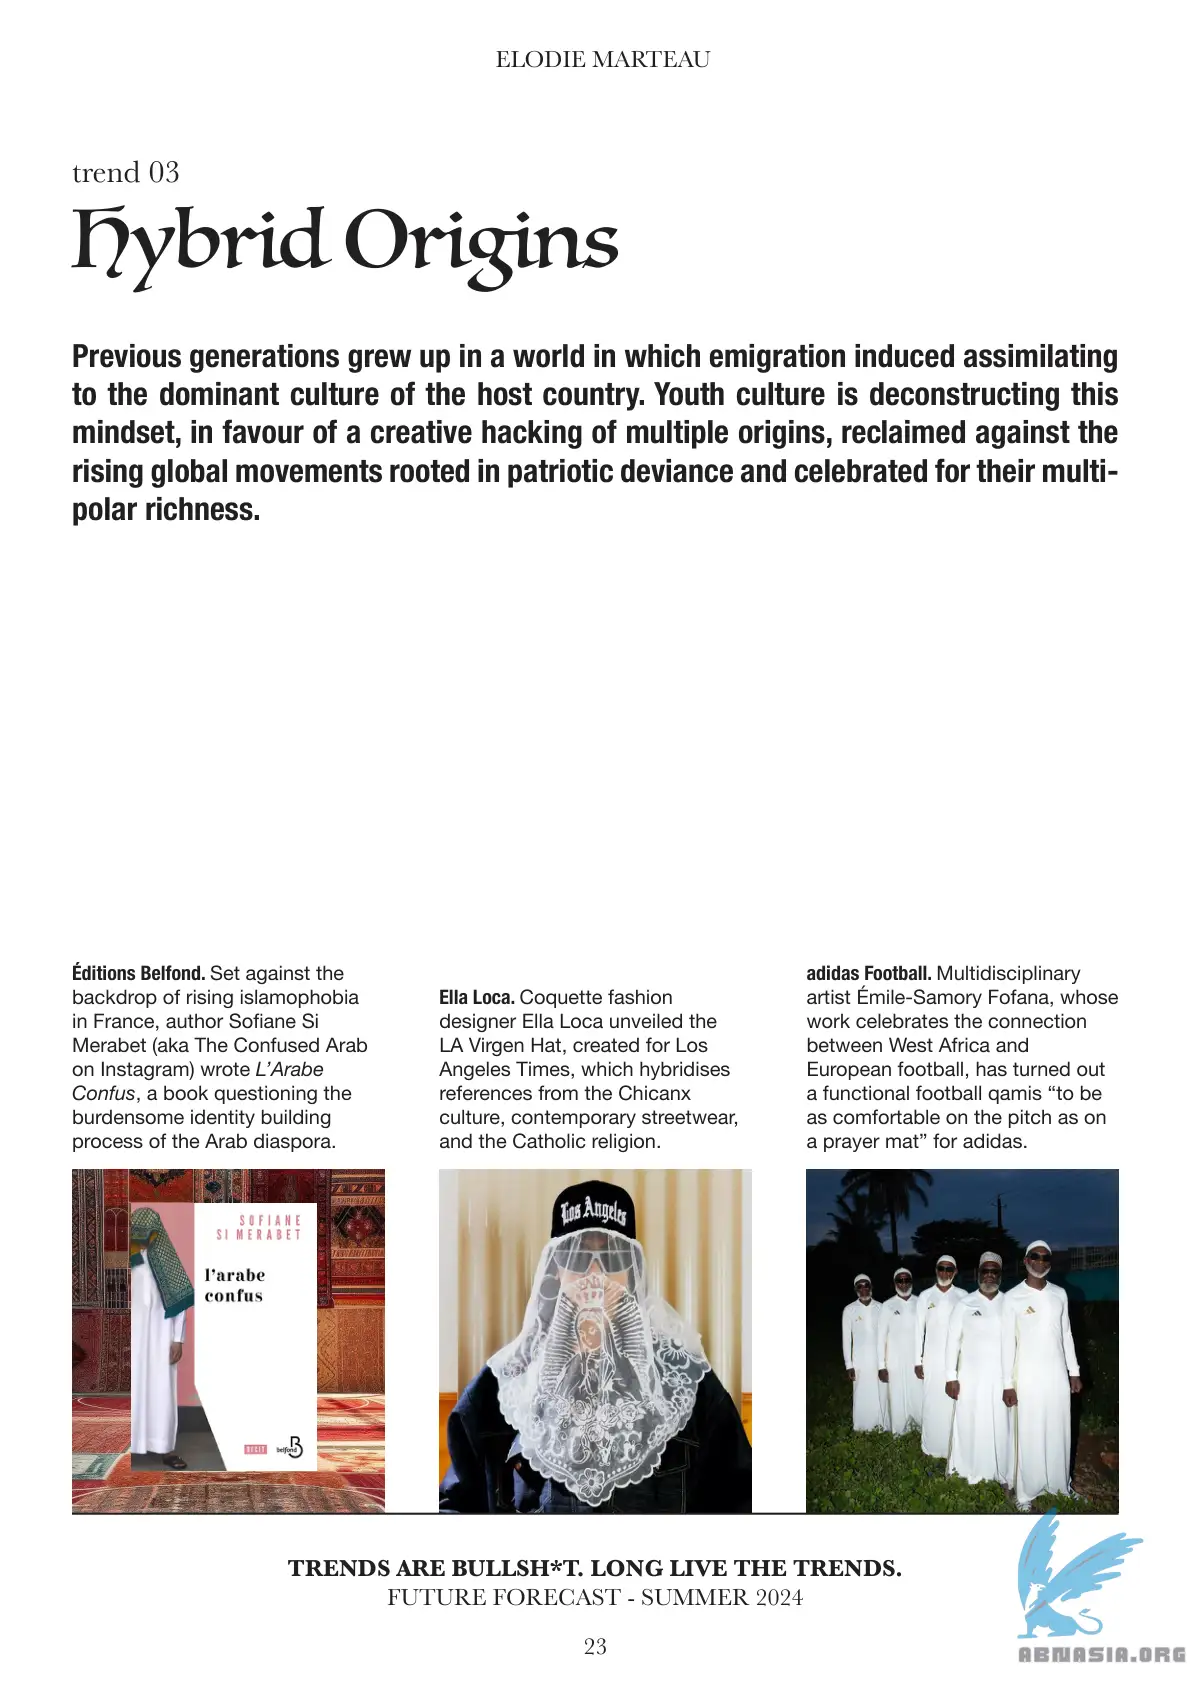 ELODIE MARTEAU
trend 03
Hybrid Origins
Previous generations grew up in a world in which emigration induced assimilating
to the dominant culture of the host country. Youth culture is deconstructing this
mindset, in favour of a creative hacking of multiple origins, reclaimed against the
rising global movements rooted in patriotic deviance and celebrated for their multi-
polar richness.
Éditions Belfond. Set against the
backdrop of rising islamophobia
in France, author Sofiane Si
Merabet (aka The Confused Arab
on Instagram) wrote L’Arabe
Confus, a book questioning the
burdensome identity building
process of the Arab diaspora.
Ella Loca. Coquette fashion
designer Ella Loca unveiled the
LA Virgen Hat, created for Los
Angeles Times, which hybridises
references from the Chicanx
culture, contemporary streetwear,
and the Catholic religion.
adidas Football. Multidisciplinary
artist Émile-Samory Fofana, whose
work celebrates the connection
between West Africa and
European football, has turned out
a functional football qamis “to be
as comfortable on the pitch as on
a prayer mat” for adidas.
SOFIANE
SI MERABET
l’arabe
confus
RÉCIT
belfond
Los Angeles
TRENDS ARE BULLSH*T. LONG LIVE THE TRENDS.
FUTURE FORECAST - SUMMER 2024
23
ABNASIA.ORG